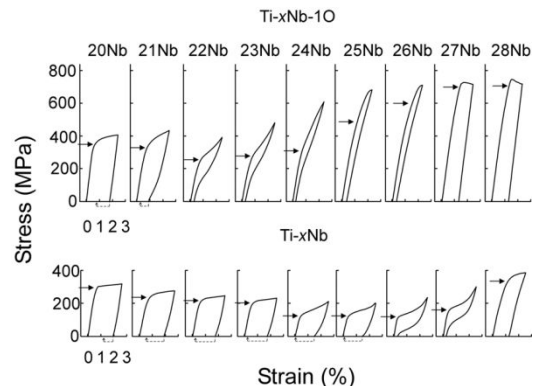 Ti-xNb-1O
20Nb 21Nb 22Nb 23Nb 24Nb 25Nb 26Nb 27Nb 28Nb
800
600
400
200
0
0 1 2 3
Ti-xNb
400
200
0
0 1 2 3
Stress (MPa)
Strain (%)